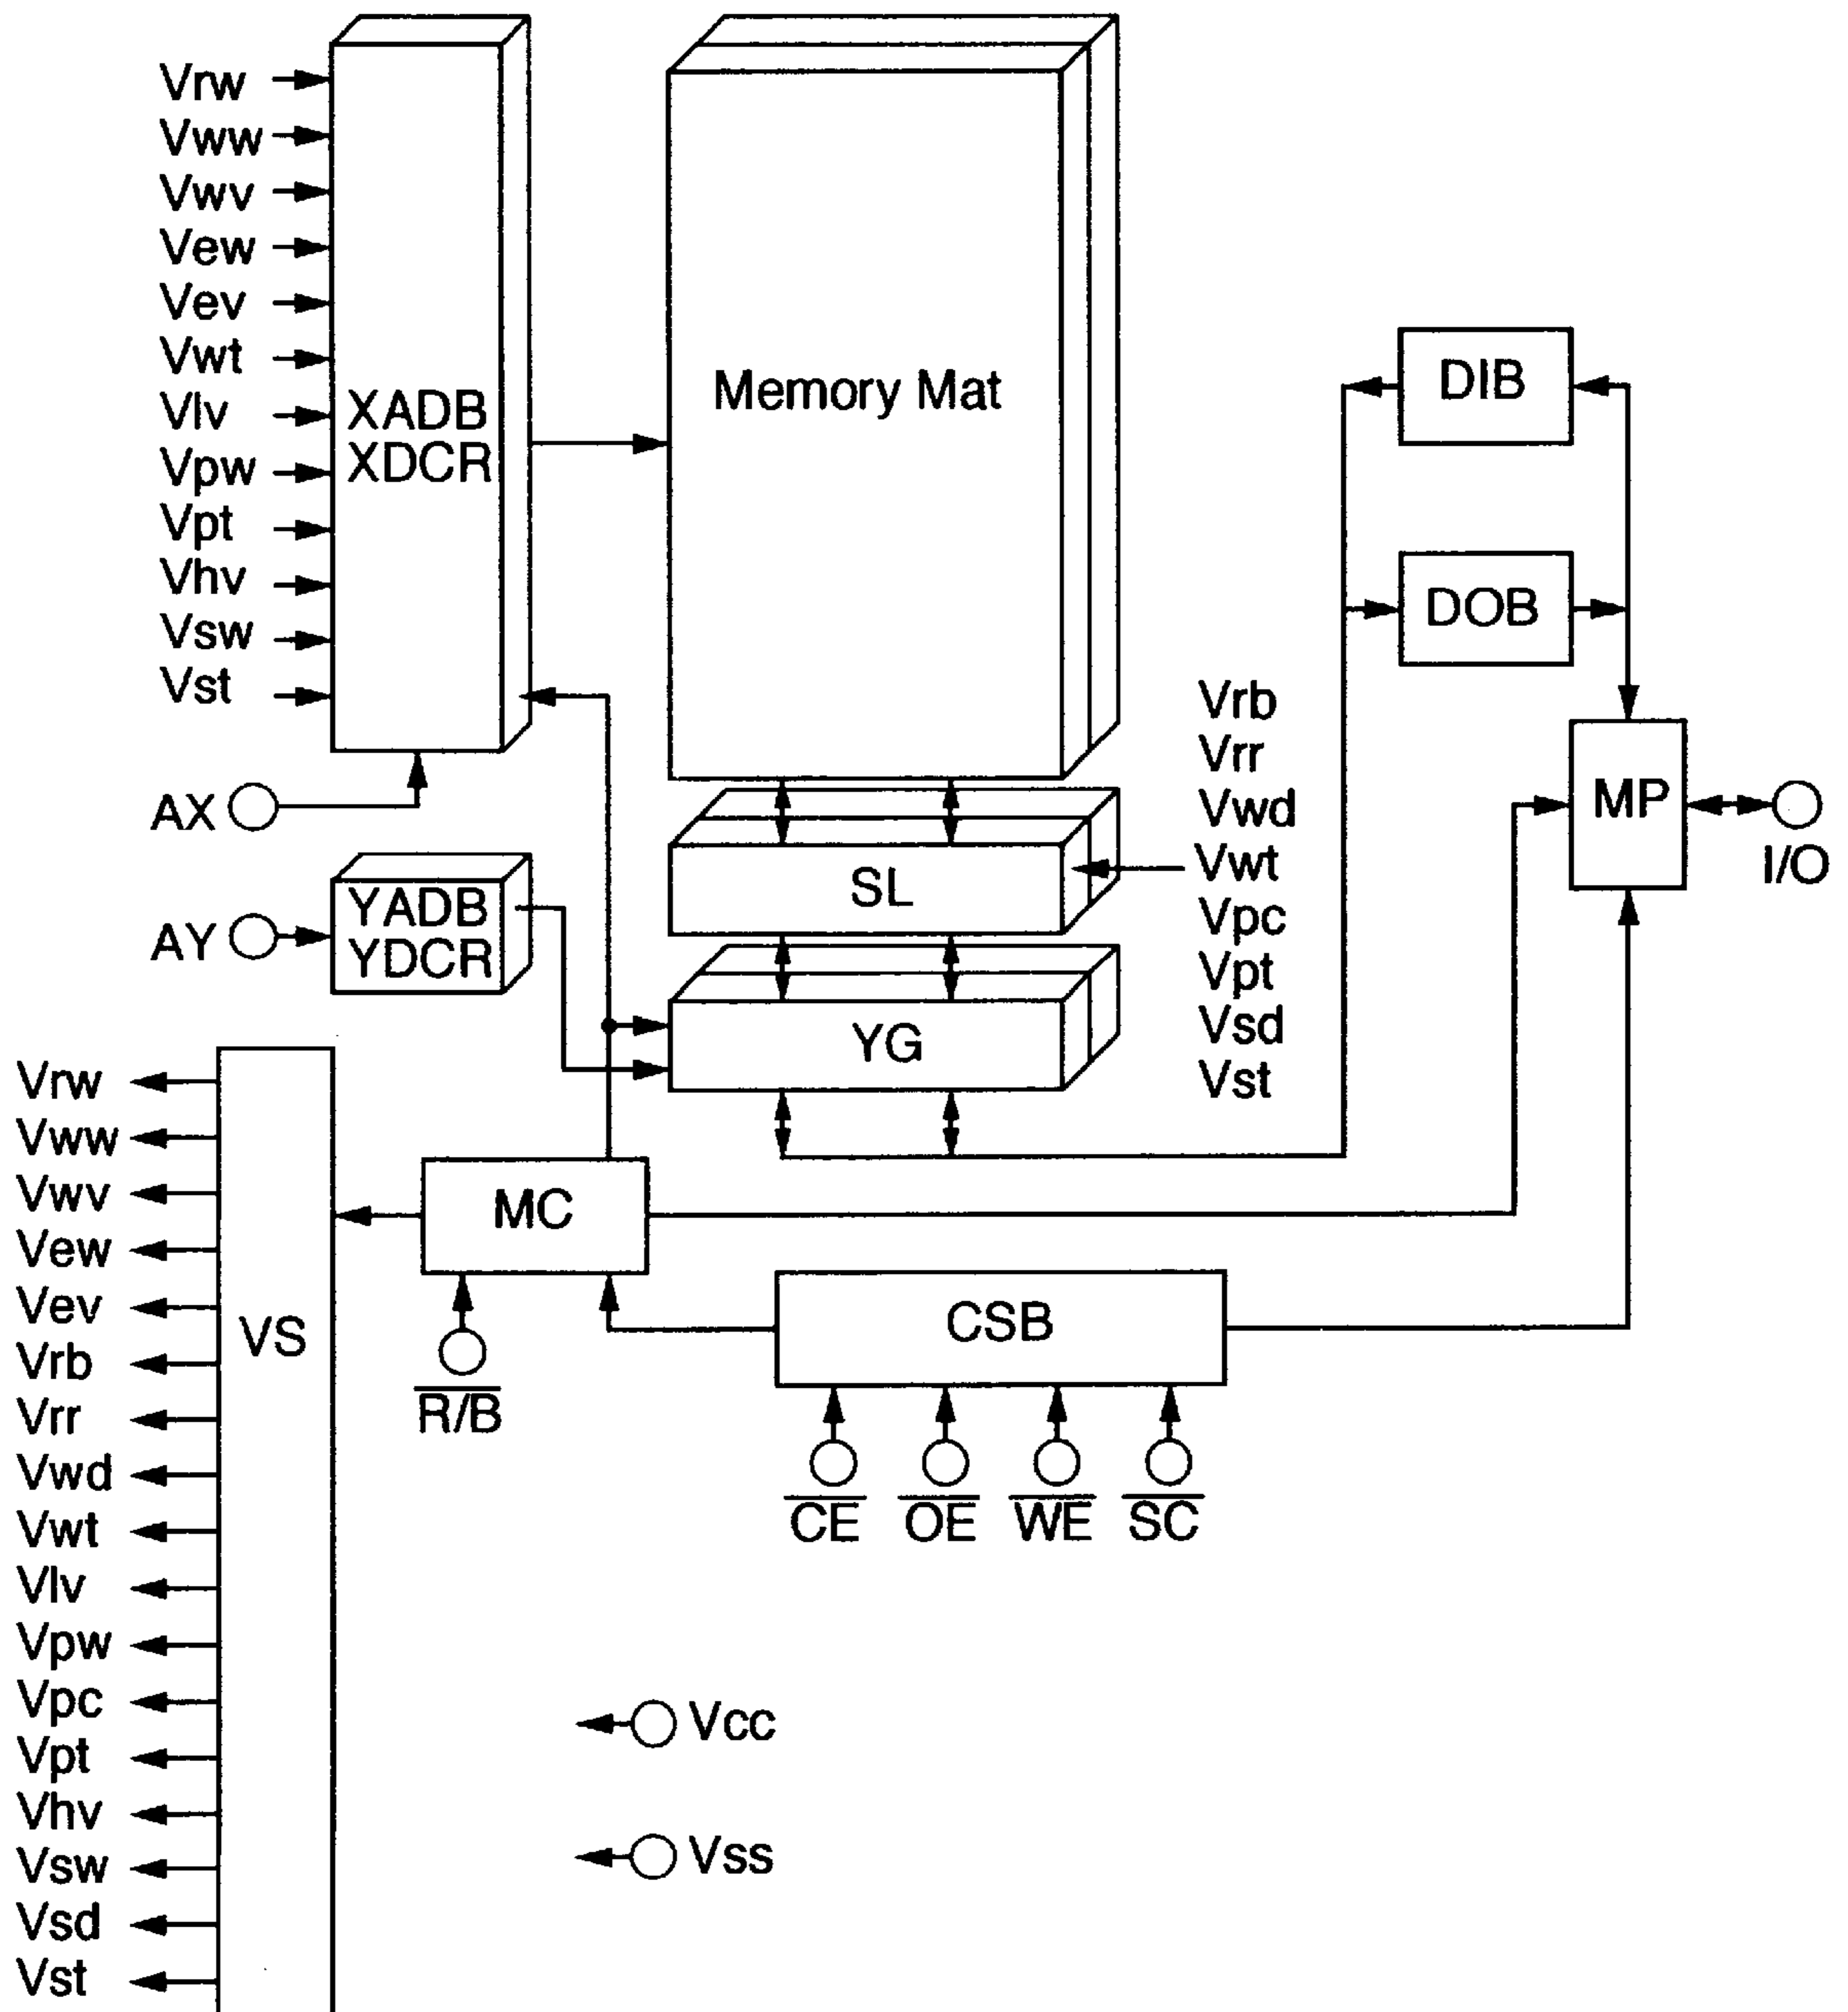 Vrw
Vww
Vwv
Vew
Vev
Vwt
Vlv
Vpw
Vpt
Vhv
Vsw
Vst
XADB
XDCR
Memory Mat
DIB
DOB
MP
I/O
AX
AY
YADB
YDCR
SL
YG
Vrb
Vrr
Vwd
Vwt
Vpc
Vpt
Vsd
Vst
Vrw
Vww
Vwv
Vew
Vev
Vrb
Vrr
Vwd
Vwt
Vlv
Vpw
Vpc
Vpt
Vhv
Vsw
Vsd
Vst
VS
MC
R/B
CSB
CE OE WE SC
Vcc
Vss